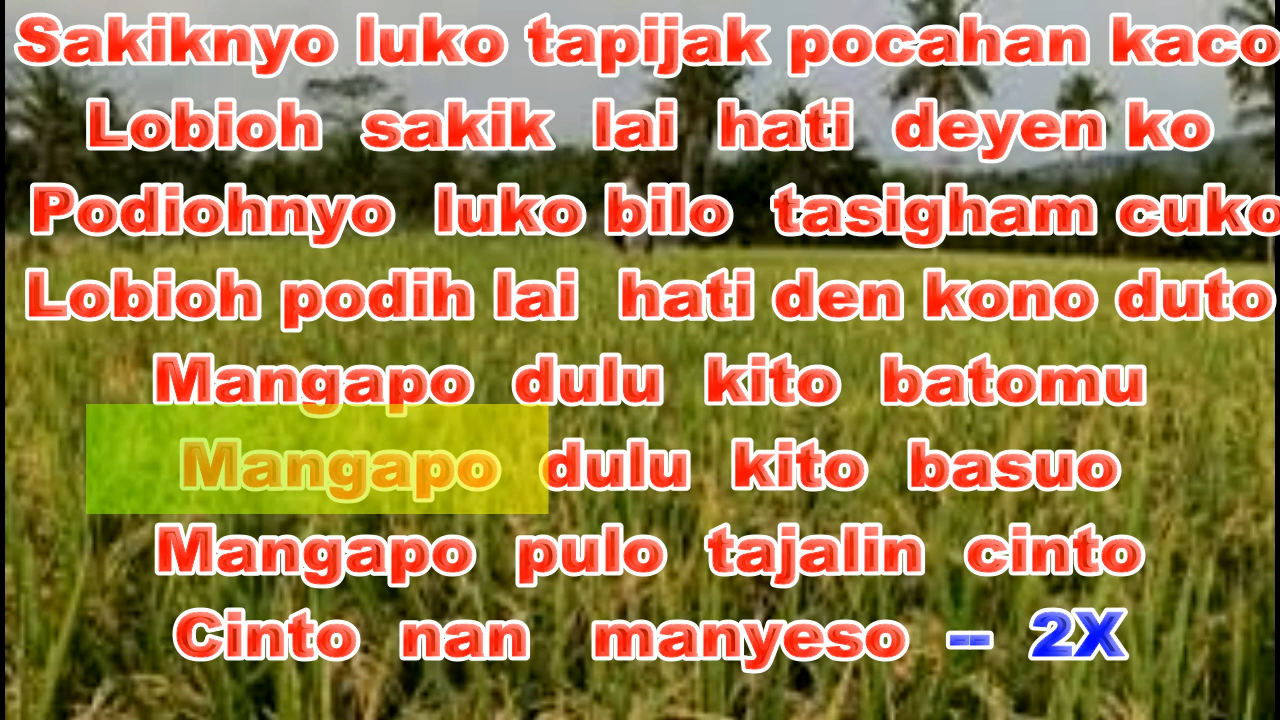 Sakiknyo luko tapijak pocahan kaco
Lobioh sakik lai hati deyen ko
Podiohnyo luko bilo tasigham cuko
Lobioh podih lai hati den kono duto
Mangapo dulu kito batomu
Mangapo dulu kito basuo
Mangapo pulo tajalin cinto
Cinto nan manyeso -- 2X